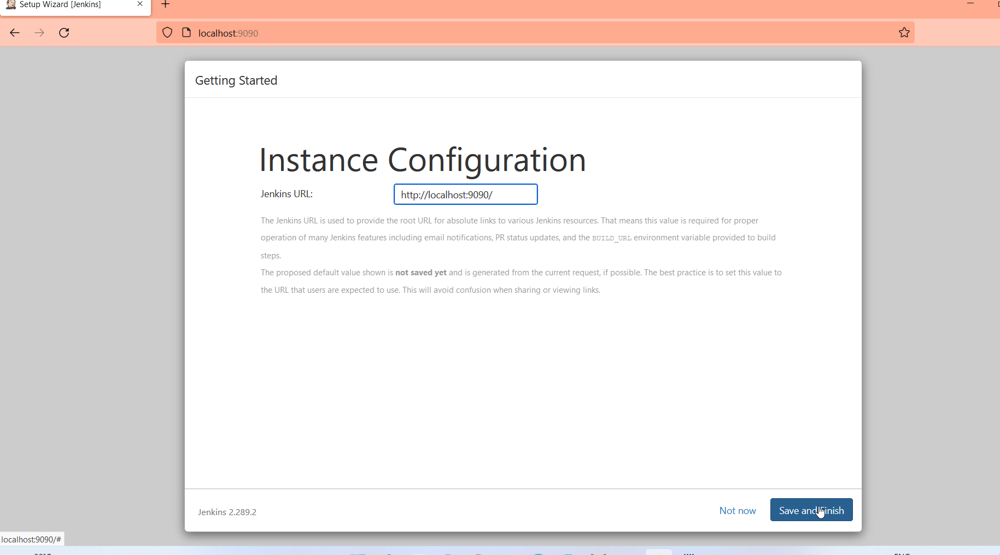 Setup Wizard [Jenkins]
localhost:9090
Getting Started
Instance Configuration
Jenkins URL:
http://localhost:9090/
The Jenkins URL is used to provide the root URL for absolute links to various Jenkins resources. That means this value is required for proper
operation of many Jenkins features including email notifications, PR status updates, and the BUILD_URL environment variable provided to build
steps.
The proposed default value shown is not saved yet and is generated from the current request, if possible. The best practice is to set this value to
the URL that users are expected to use. This will avoid confusion when sharing or viewing links.
Jenkins 2.289.2
Not now
Save and Finish
localhost:9090/#